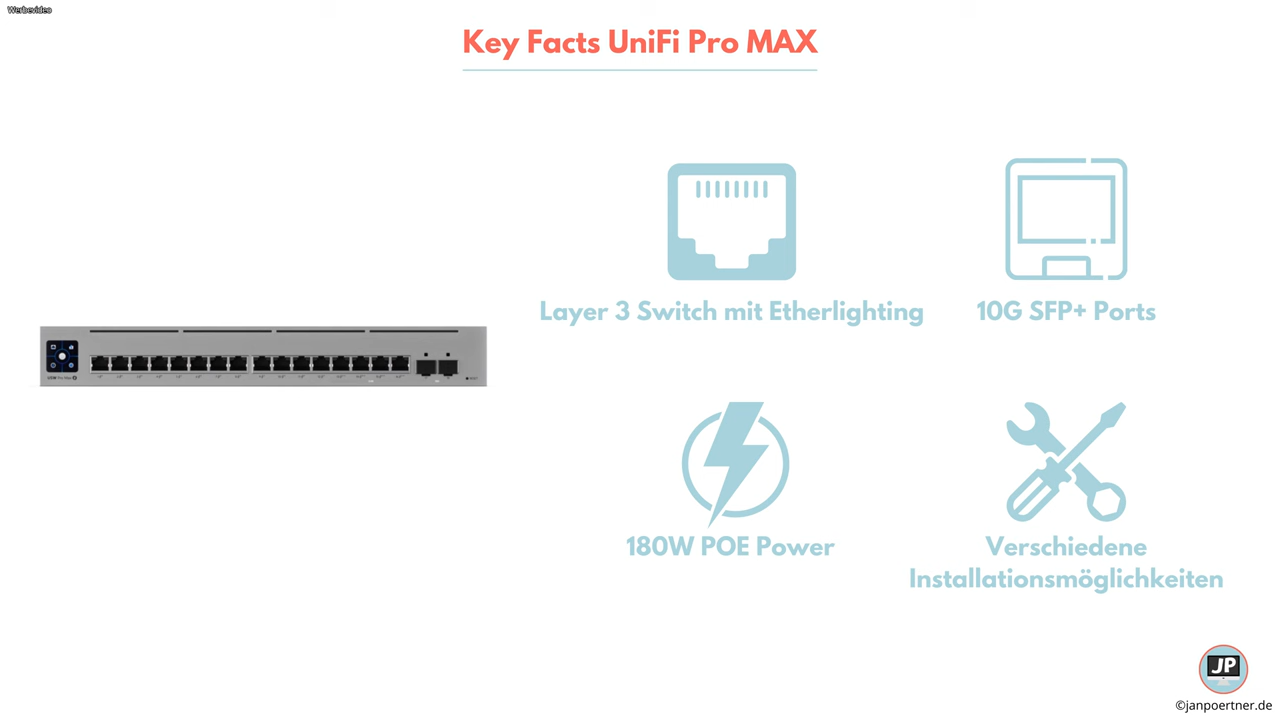 Werbevideo
Key Facts UniFi Pro MAX
Layer 3 Switch mit Etherlighting
10G SFP+ Ports
180W POE Power
Verschiedene
Installationsmöglichkeiten
JP
©janpoertner.de